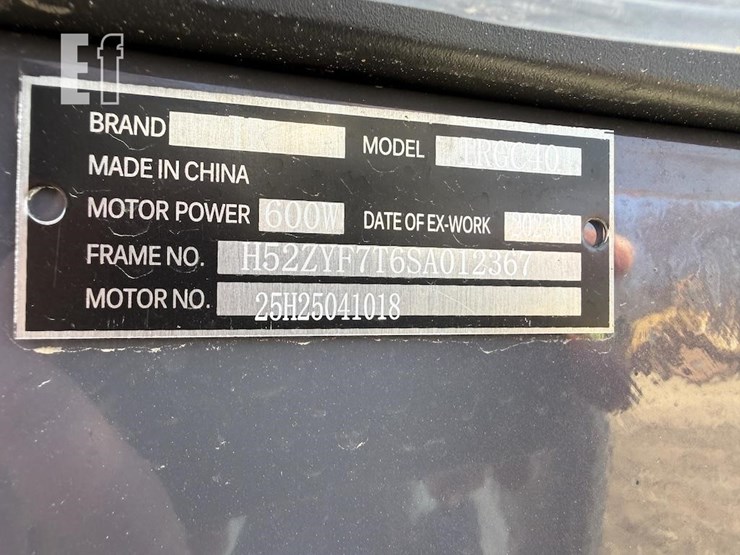 Ef
BRAND MODEL TRGC401
MADE IN CHINA
MOTOR POWER 600W DATE OF EX-WORK
FRAME NO. H52ZYF7T6SA012367
MOTOR NO. 25H25041018